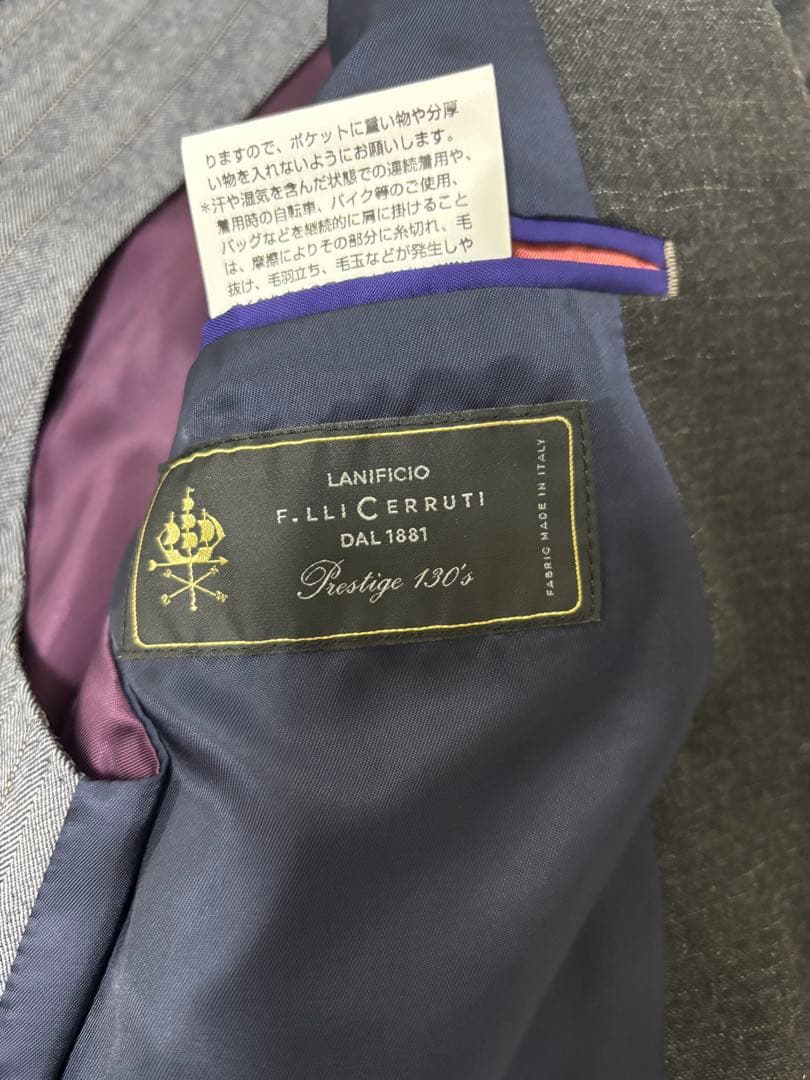 りますので、ポケットに重い物や分厚
い物を入れないようにお願いします。
*汗や湿気を含んだ状態での連続着用や、
着用時の自転車、バイク等のご使用、
バッグなどを継続的に肩に掛けること
は、摩擦によりその部分に糸切れ、毛
抜け、毛羽立ち、毛玉などが発生しや
LANIFICIO
F.LLI CERRUTI
DAL 1881
Prestige 130's
FABRIC MADE IN ITALY